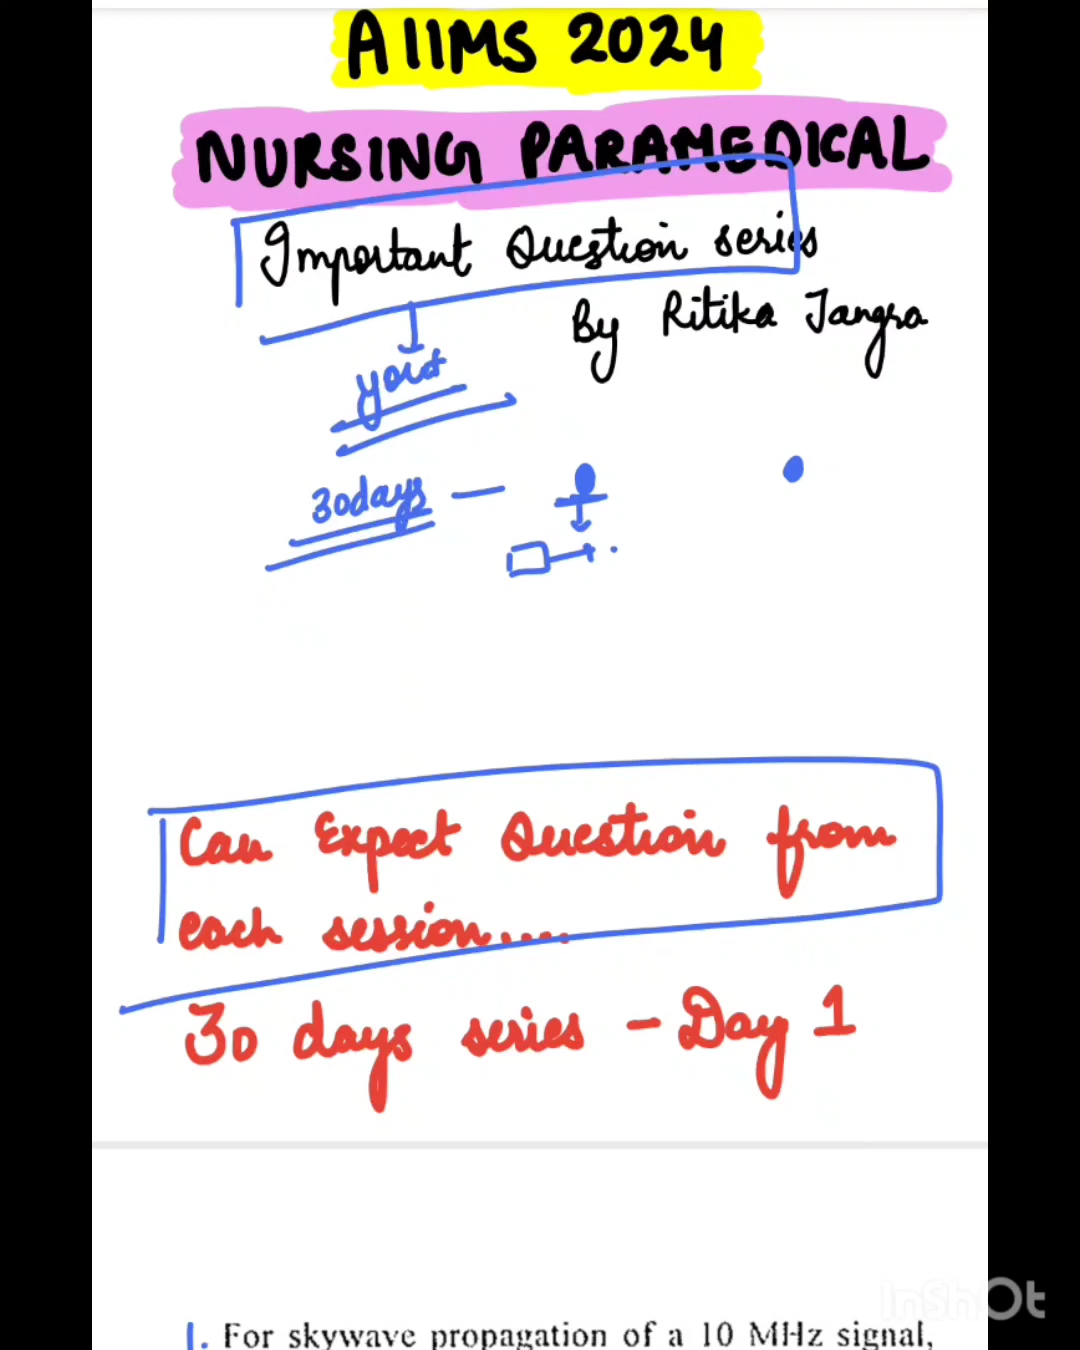 AIIMS 2024
NURSING PARAMEDICAL
Important Question series
By Ritika Jangra
30days —
Can Expect Question from
each session.....
30 days series - Day 1
1. For skywave propagation of a 10 MHz signal,
InShOt